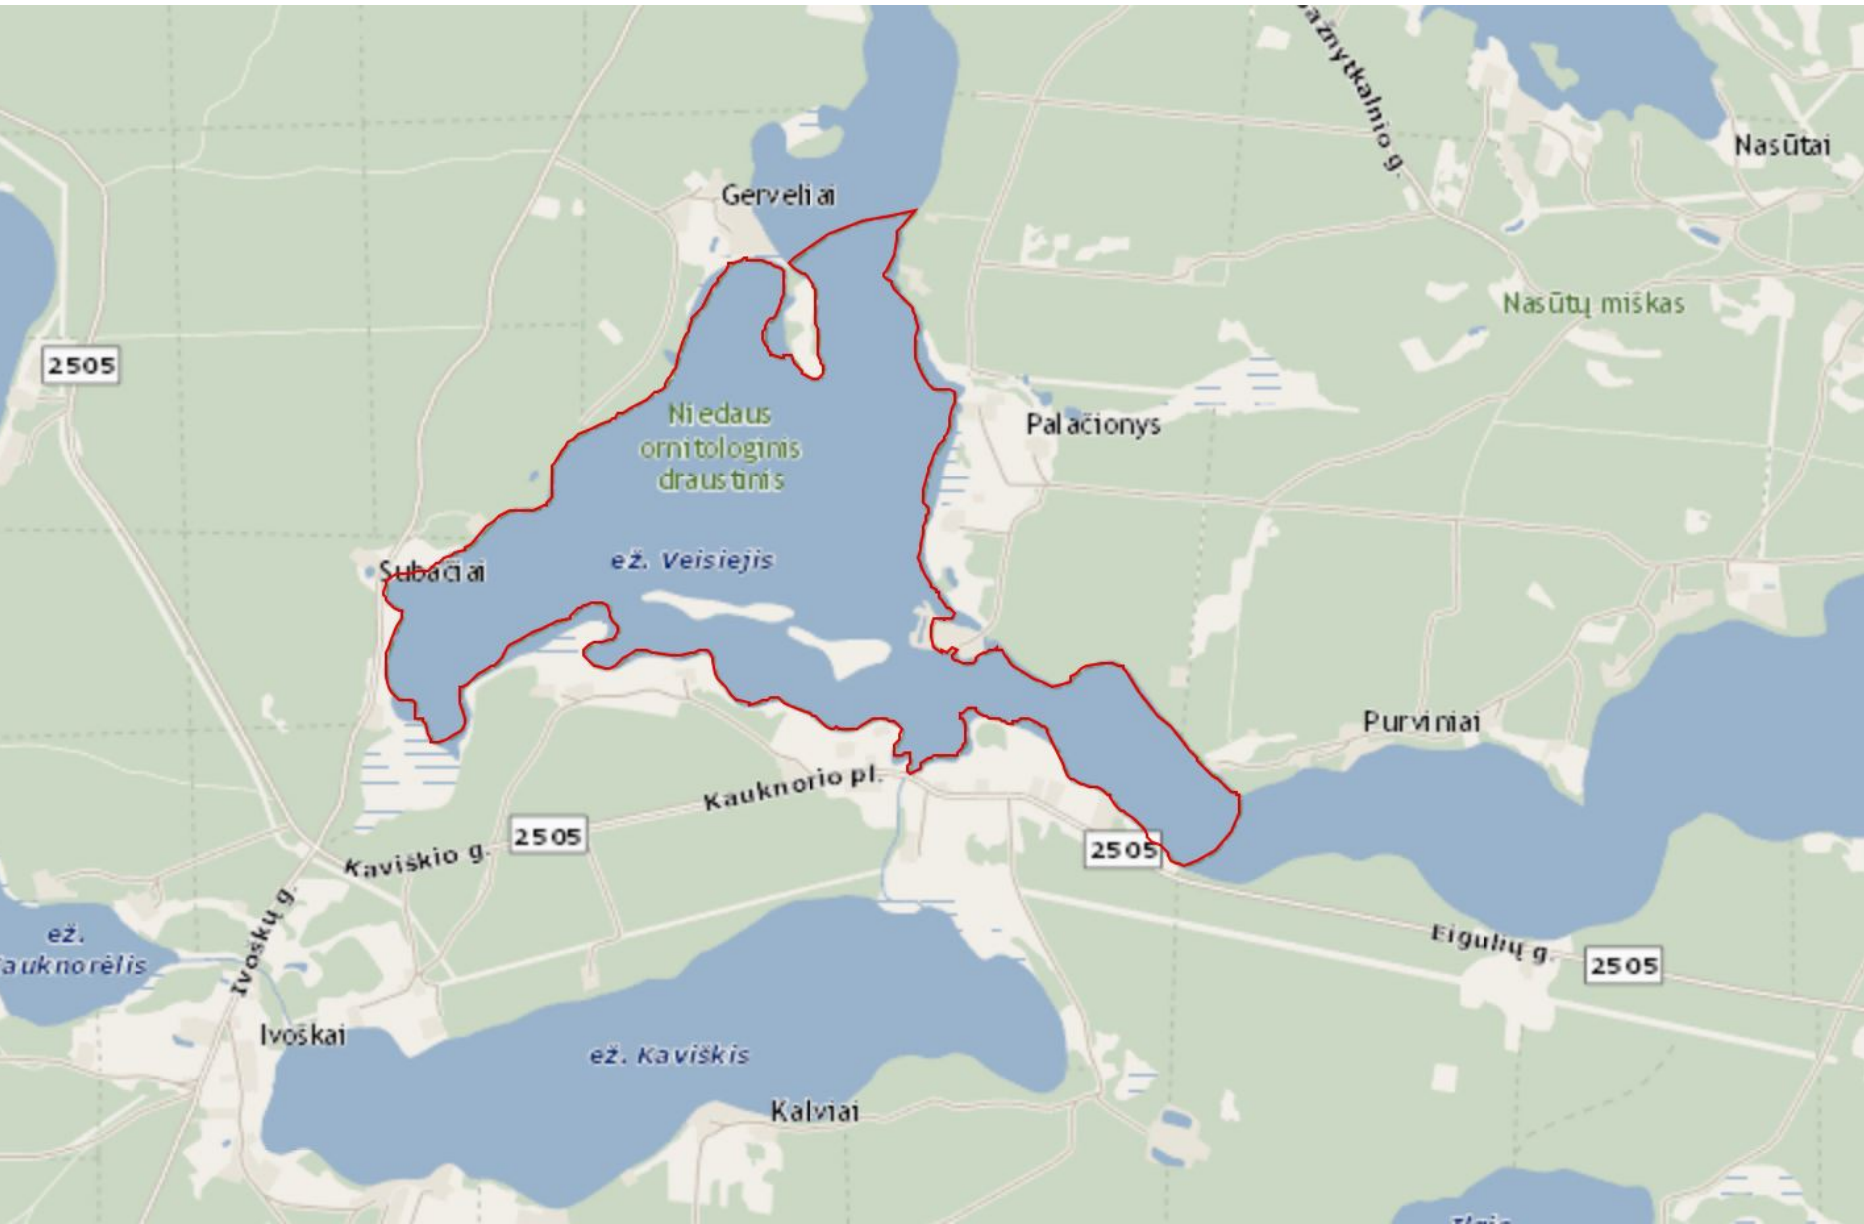 ažnytkalnio g.
Nasūtai
Gerveliai
Nasūtų miškas
2505
Niedaus
ornitologinis
draustinis
Palačionys
ež. Veisiejis
Subačiai
Purviniai
Kauknorio pl.
2505
2505
Kaviškio g.
Ivoškų g.
ež.
auknorėlis
Eigulių g.
2505
Ivoškai
ež. Kaviškis
Kalviai